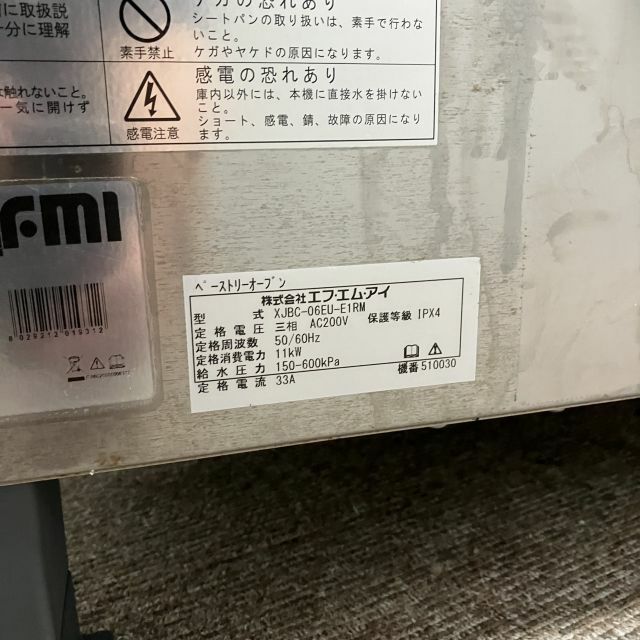 に取扱説
分に理解
素手禁止
ケガの恐れあり
シートパンの取り扱いは、素手で行わな
いこと。
ケガやヤケドの原因になります。
触れないこと。
一気に開けず
感電注意
感電の恐れあり
庫内以外には、本機に直接水を掛けない
こと。
ショート、感電、錆、故障の原因になり
ます。
FMI
ペーストリーオーブン
株式会社エフ・エム・アイ
型 式 XJBC-06EU-E1RM
定格電圧 三相 AC200V 保護等級 IPX4
定格周波数 50/60Hz
定格消費電力 11kW
給水圧力 150-600kPa
定格電流 33A
機番 510030
8 029212 019312